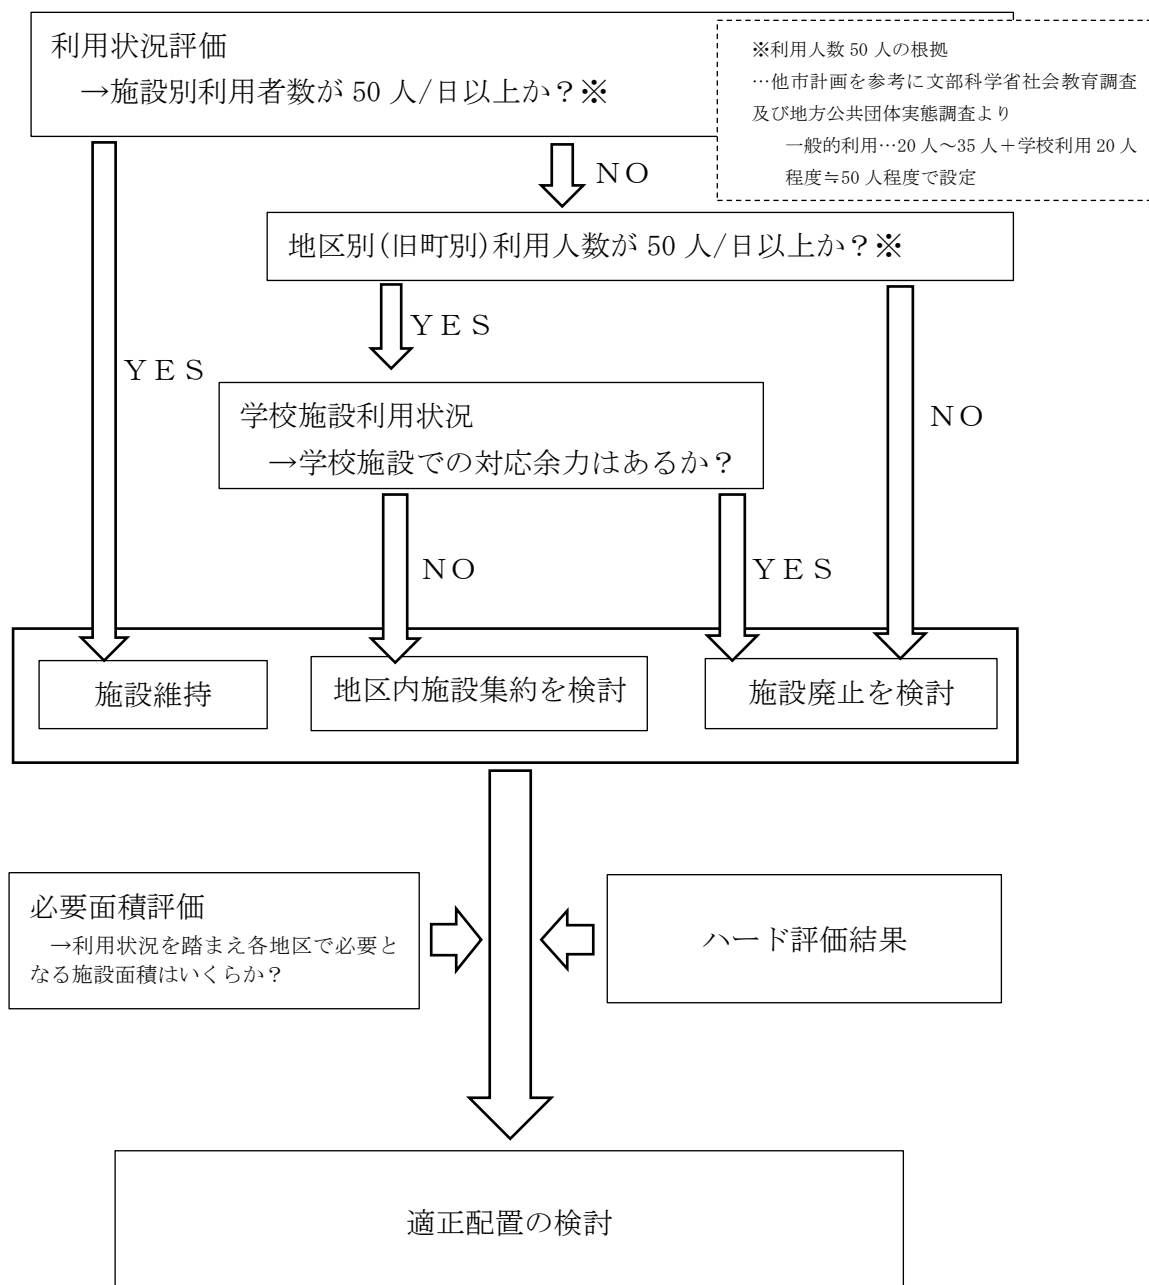 利用状況評価
→施設別利用者数が 50 人/日以上か？※
※利用人数 50 人の根拠
…他市計画を参考に文部科学省社会教育調査
及び地方公共団体実態調査より
一般的利用…20 人～35 人＋学校利用 20 人
程度≒50 人程度で設定
ＮＯ
地区別(旧町別)利用人数が 50 人/日以上か？※
ＹＥＳ
ＹＥＳ
ＮＯ
学校施設利用状況
→学校施設での対応余力はあるか？
ＮＯ
ＹＥＳ
施設維持
地区内施設集約を検討
施設廃止を検討
必要面積評価
→利用状況を踏まえ各地区で必要と
なる施設面積はいくらか？
ハード評価結果
適正配置の検討